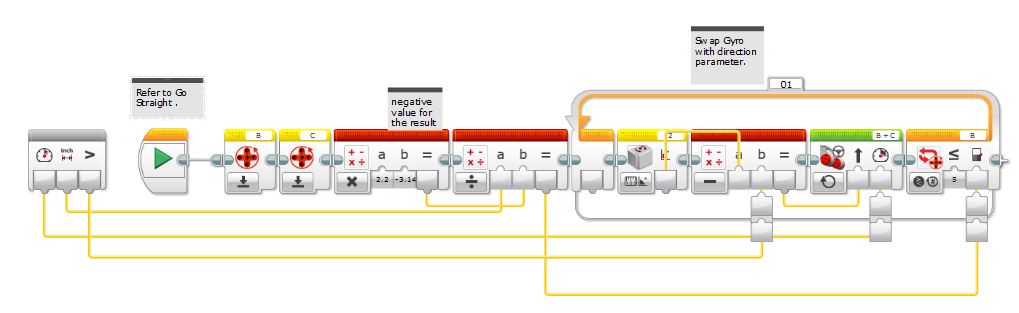 Swap Gyro
with direction
parameter.
01
Refer to Go
Straight .
negative
value for
the result
B
C
2
B + C
B
inch
>
a b =
a b =
a b =
≤
2.2
-3.14
5